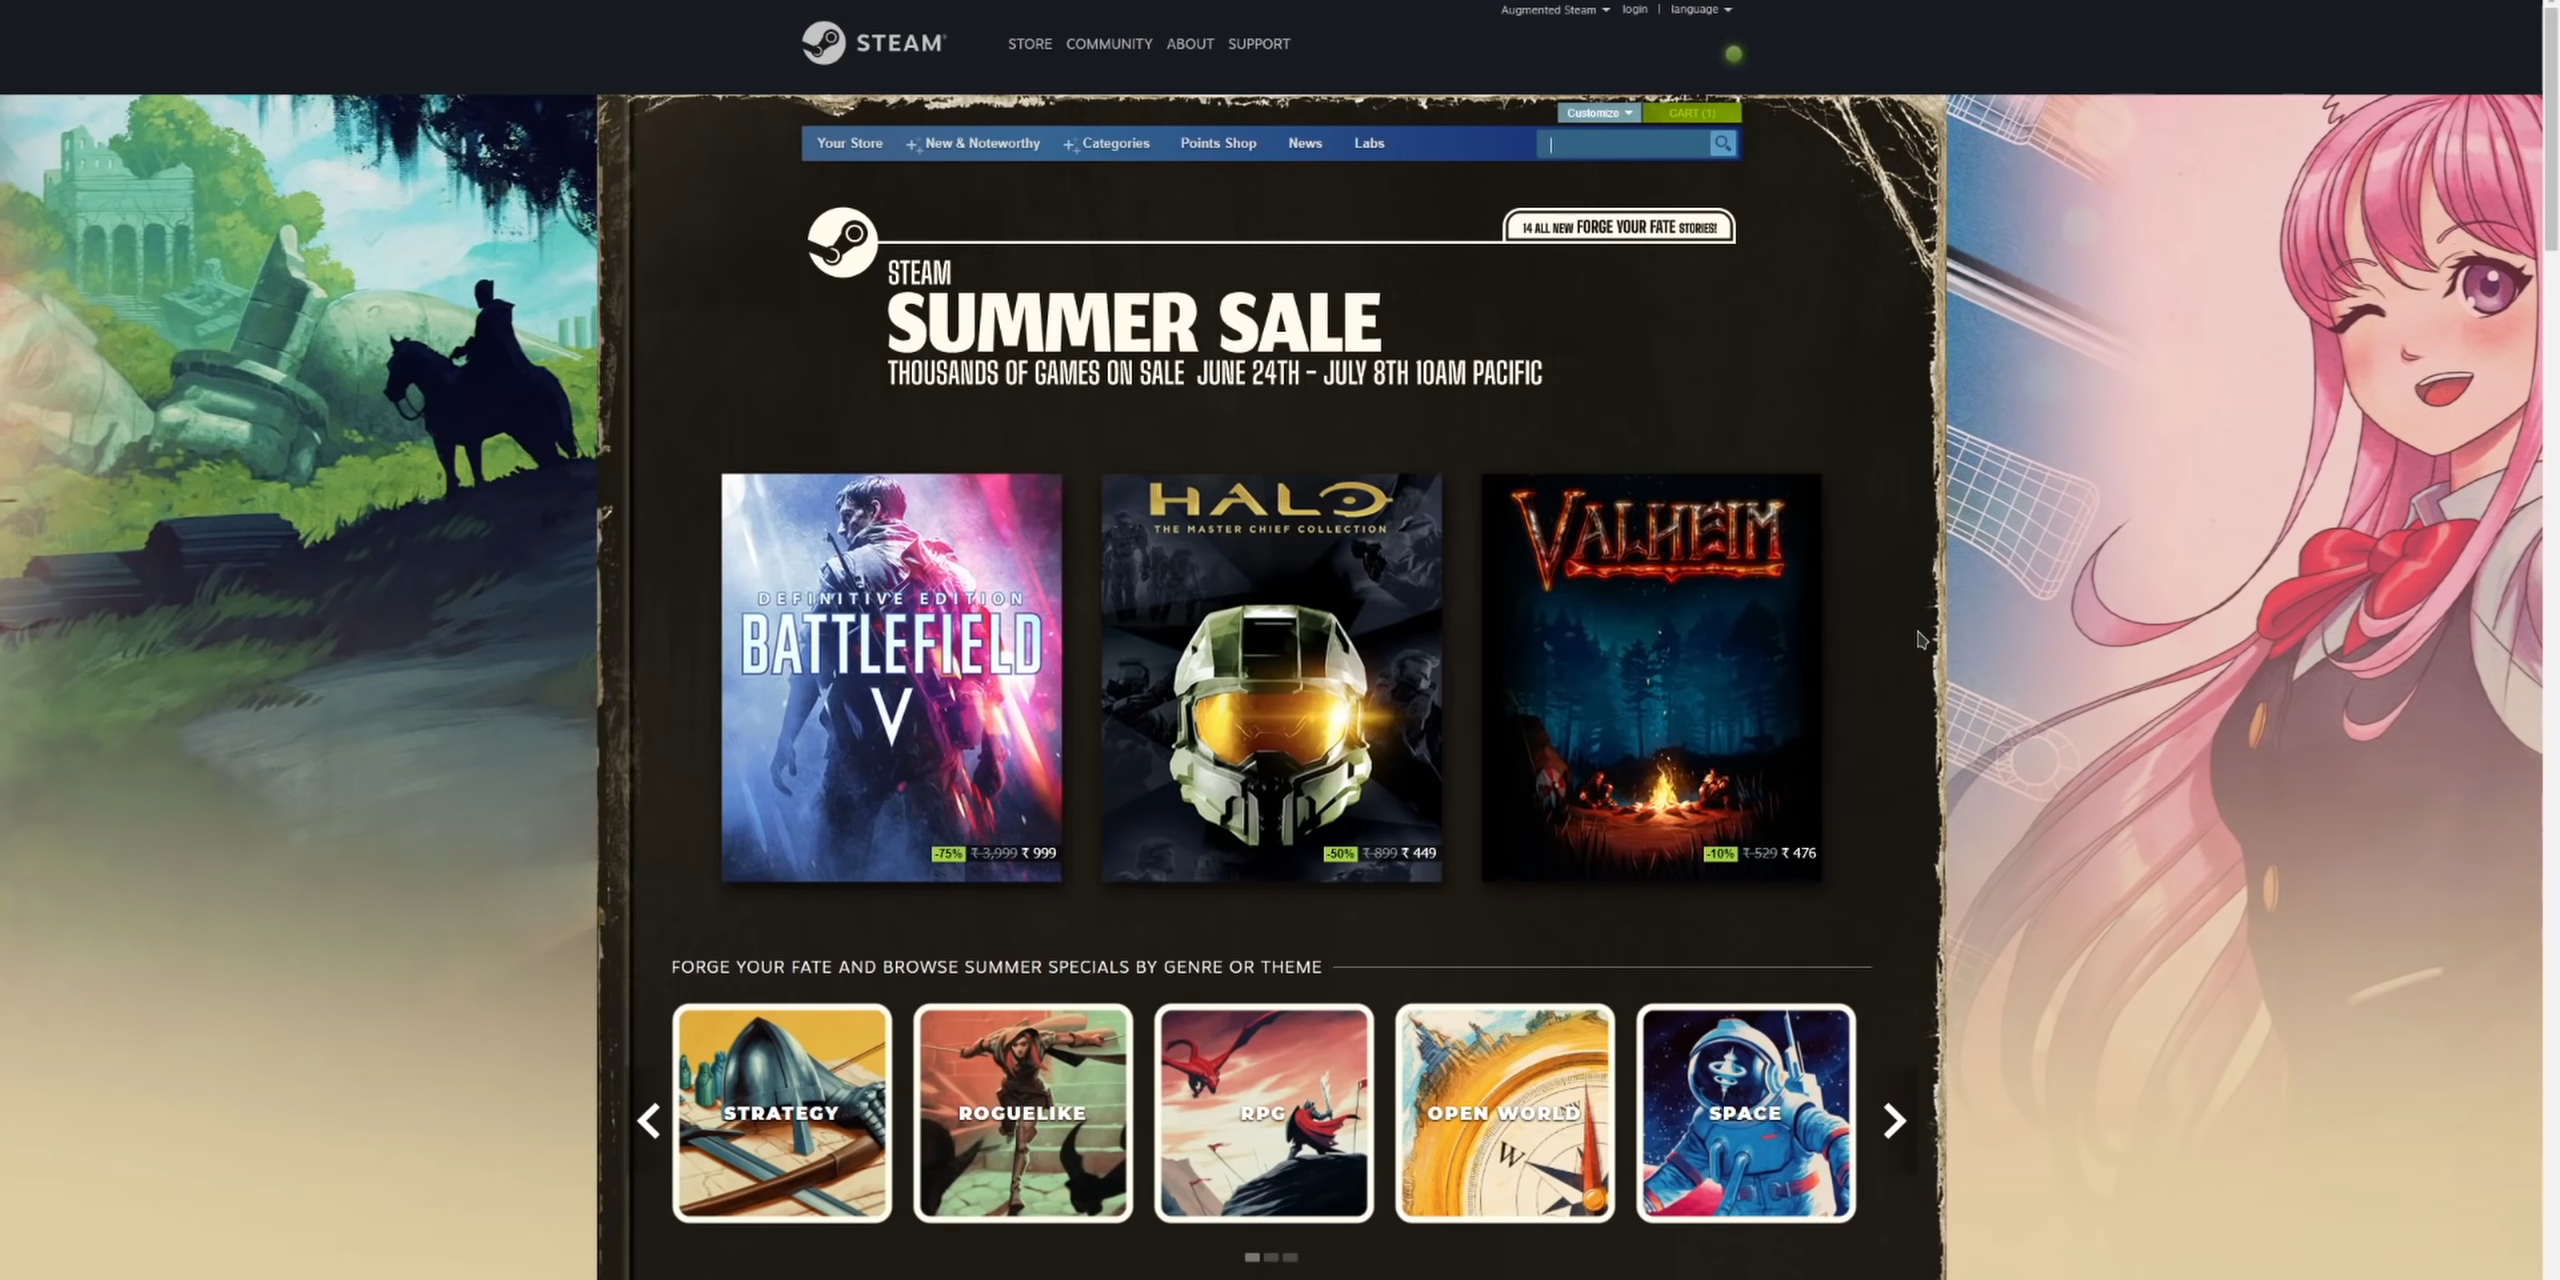 Augmented Steam login | language
STEAM
STORE COMMUNITY ABOUT SUPPORT
Customize CART (1)
Your Store New & Noteworthy Categories Points Shop News Labs
14 ALL NEW FORGE YOUR FATE STORIES!
STEAM
SUMMER SALE
THOUSANDS OF GAMES ON SALE JUNE 24TH - JULY 8TH 10AM PACIFIC
DEFINITIVE EDITION
BATTLEFIELD
V
-75% ₹ 3,999 ₹ 999
HALO
THE MASTER CHIEF COLLECTION
-50% ₹ 899 ₹ 449
VALHEIM
-10% ₹ 529 ₹ 476
FORGE YOUR FATE AND BROWSE SUMMER SPECIALS BY GENRE OR THEME
STRATEGY
ROGUELIKE
RPG
OPEN WORLD
W
SPACE